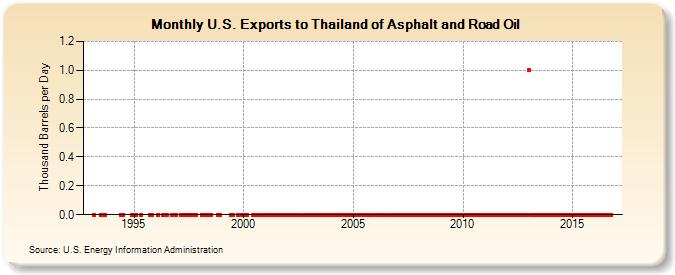 Monthly U.S. Exports to Thailand of Asphalt and Road Oil
Thousand Barrels per Day
1.2
1.0
0.8
0.6
0.4
0.2
0.0
1995 2000 2005 2010 2015
Source: U.S. Energy Information Administration